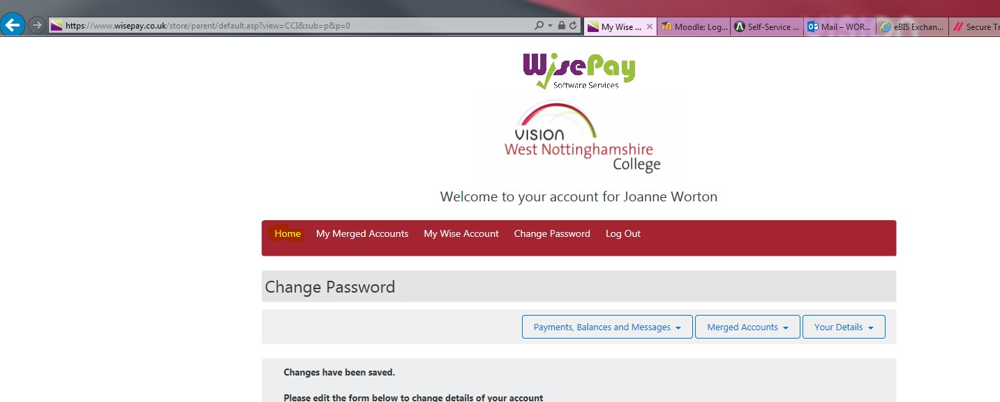 https://www.wisepay.co.uk/store/parent/default.asp?view=CCI&sub=p&p=0
My Wise ...
Moodle: Log...
Self-Service ...
Mail – WOR...
eBIS Exchan...
Secure Tr
WisePay
Software Services
VISION
West Nottinghamshire
College
Welcome to your account for Joanne Worton
Home My Merged Accounts My Wise Account Change Password Log Out
Change Password
Payments, Balances and Messages Merged Accounts Your Details
Changes have been saved.
Please edit the form below to change details of your account